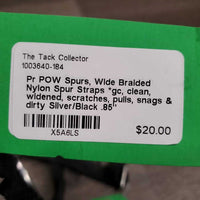 The Tack Collector
1003640-184
Pr POW Spurs, Wide Braided
Nylon Spur Straps *gc, clean,
widened, scratches, pulls, snags &
dirty Silver/Black .85"
X5A6LS
$20.00